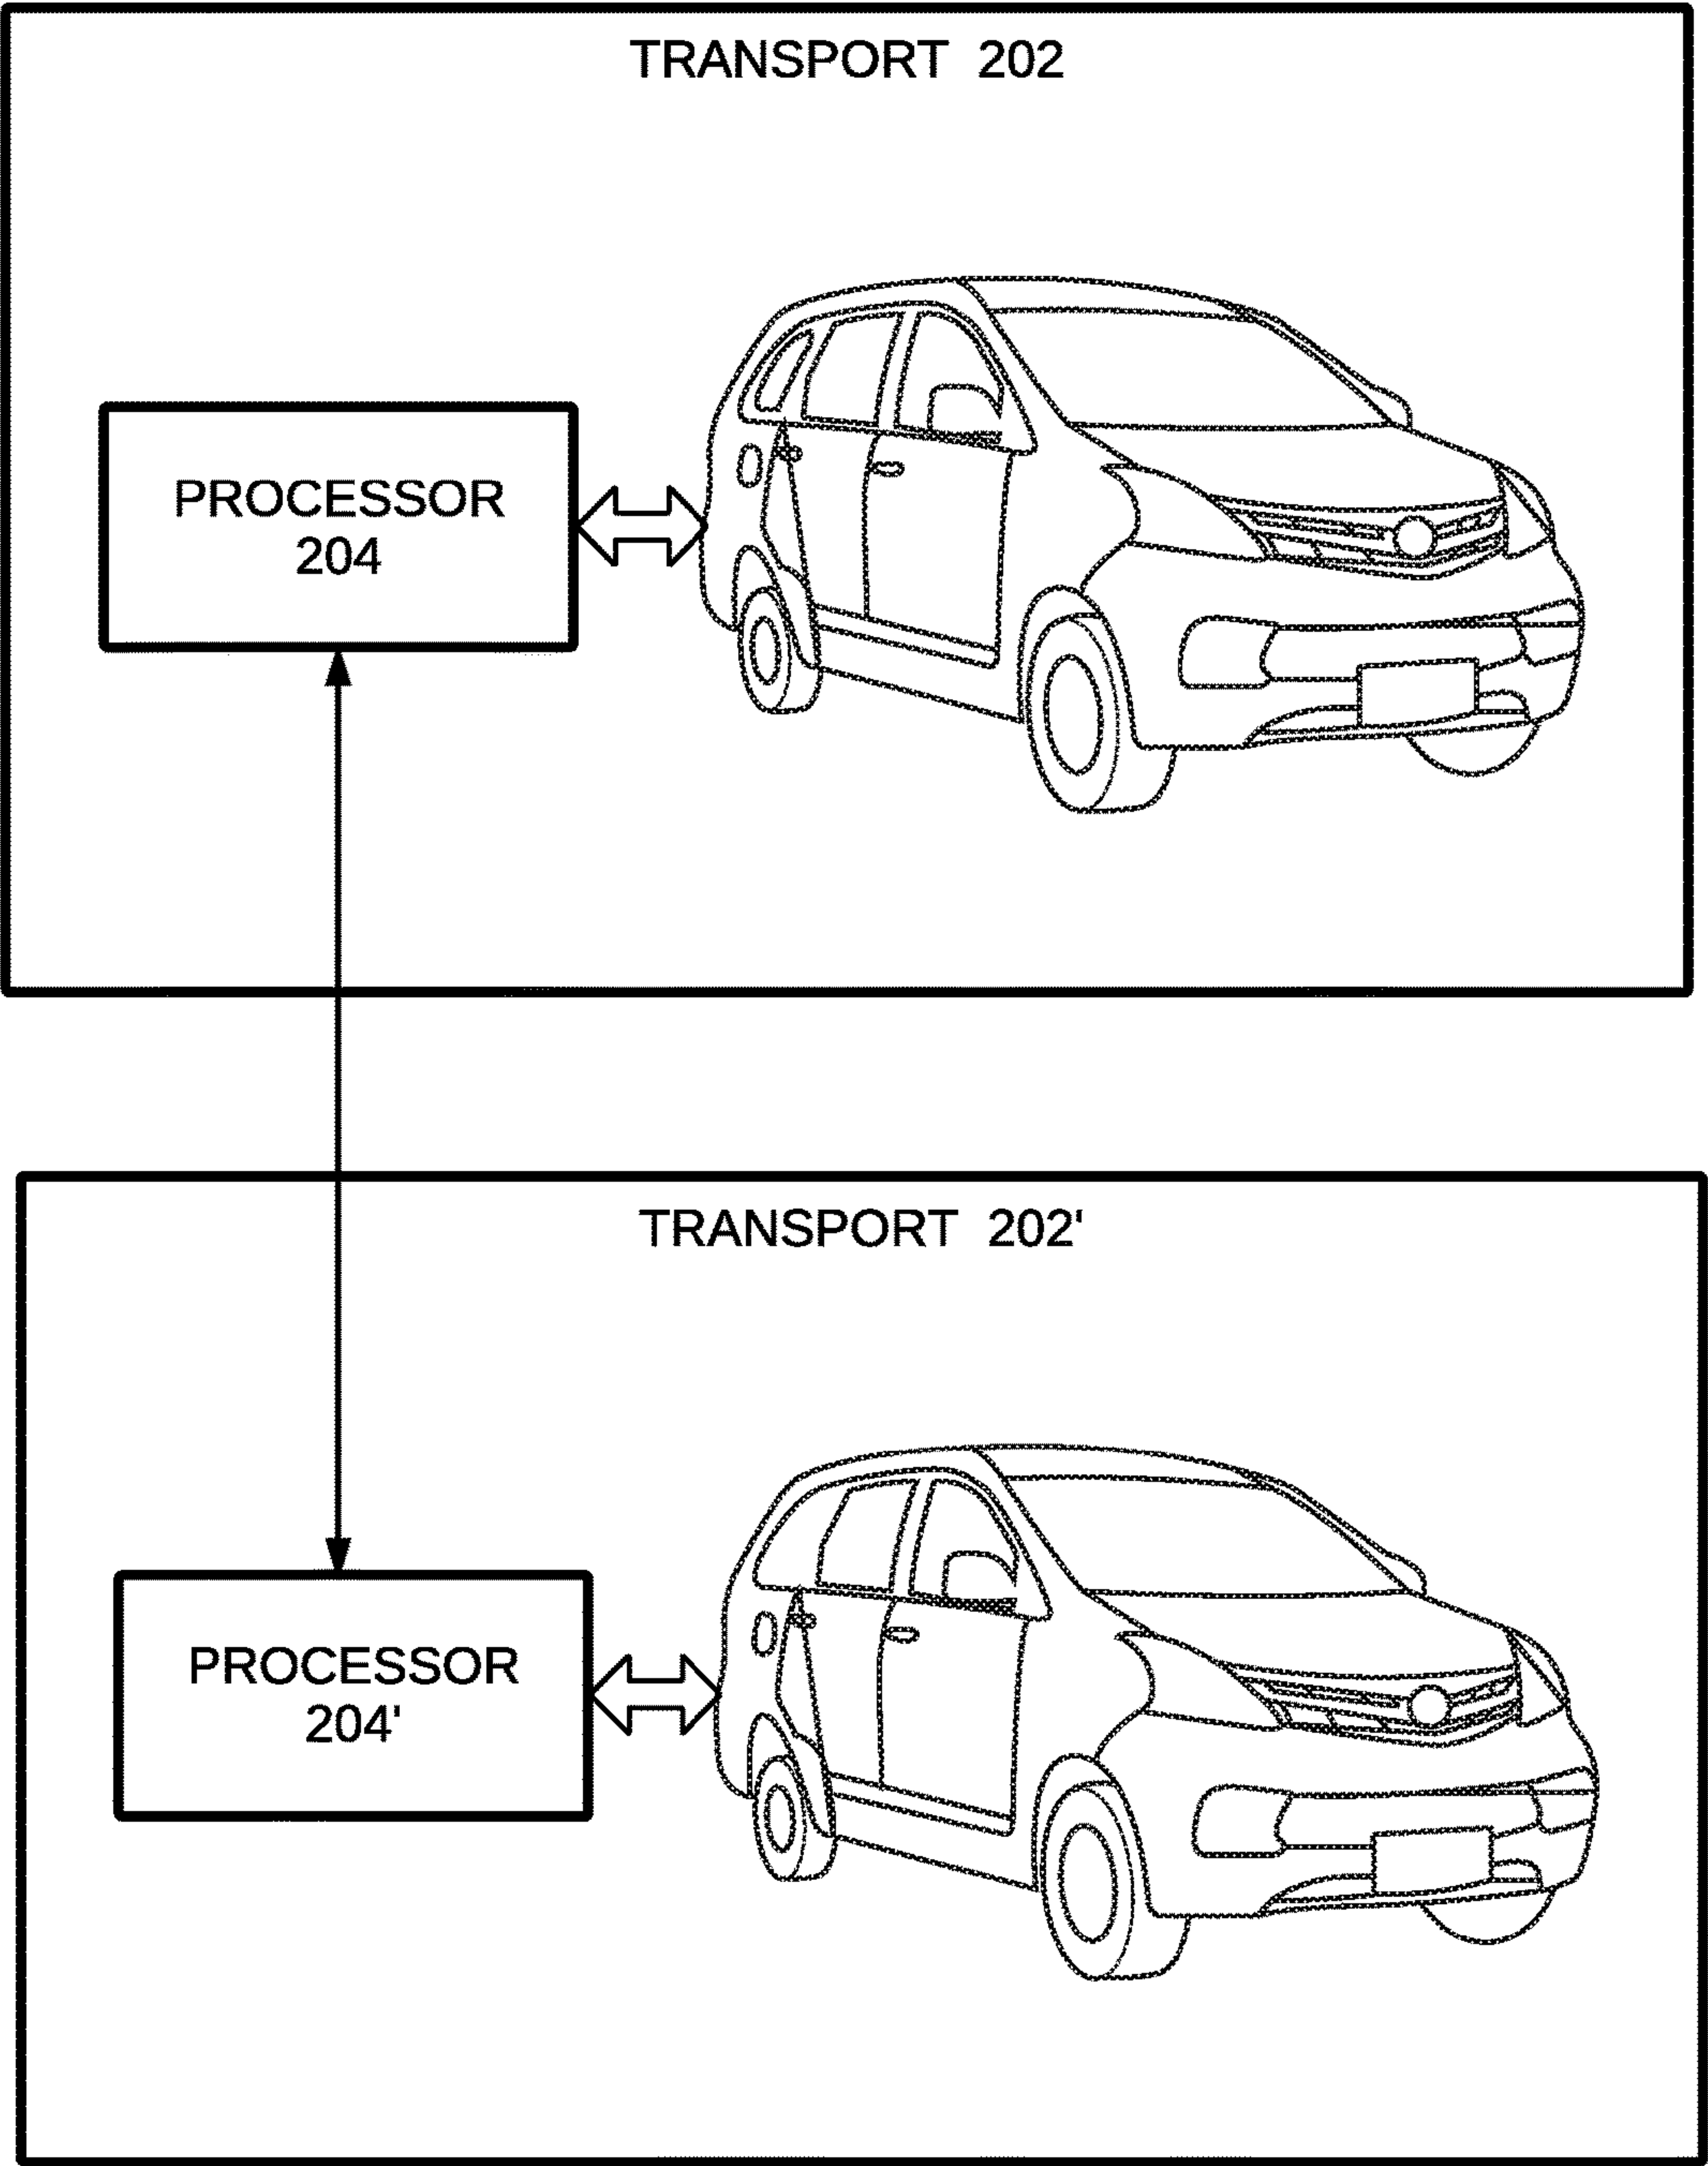 TRANSPORT 202
PROCESSOR
204
TRANSPORT 202'
PROCESSOR
204'